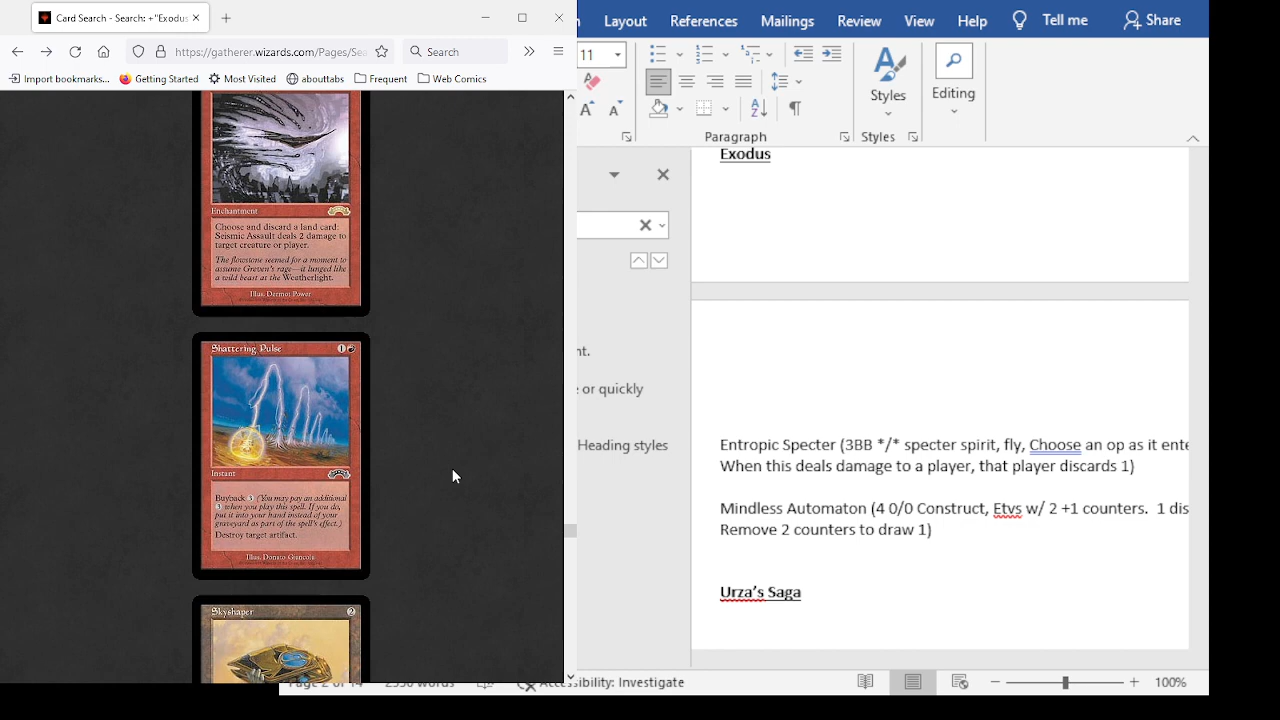 Card Search - Search: +"Exodus
https://gatherer.wizards.com/Pages/Sea
Search
Import bookmarks...
Getting Started
Most Visited
abouttabs
Frequent
Web Comics
Enchantment
Choose and discard a land card:
Seismic Assault deals 2 damage to
target creature or player.
The flowstone seemed for a moment to
assume Greven's rage—it lunged like
a wild beast at the Weatherlight.
Illus. Dermot Power
Shattering Pulse 1
Instant
Buyback 3 (You may pay an additional
3 when you play this spell. If you do,
put it into your hand instead of your
graveyard as part of the spell's effect.)
Destroy target artifact.
Illus. Donato Giancola
Skyshaper 2
Layout References Mailings Review View Help Tell me Share
11
Styles
Editing
Paragraph
Styles
nt.
e or quickly
Heading styles
Exodus
Entropic Specter (3BB */* specter spirit, fly, Choose an op as it ente
When this deals damage to a player, that player discards 1)
Mindless Automaton (4 0/0 Construct, Etvs w/ 2 +1 counters. 1 dis
Remove 2 counters to draw 1)
Urza's Saga
Accessibility: Investigate
100%